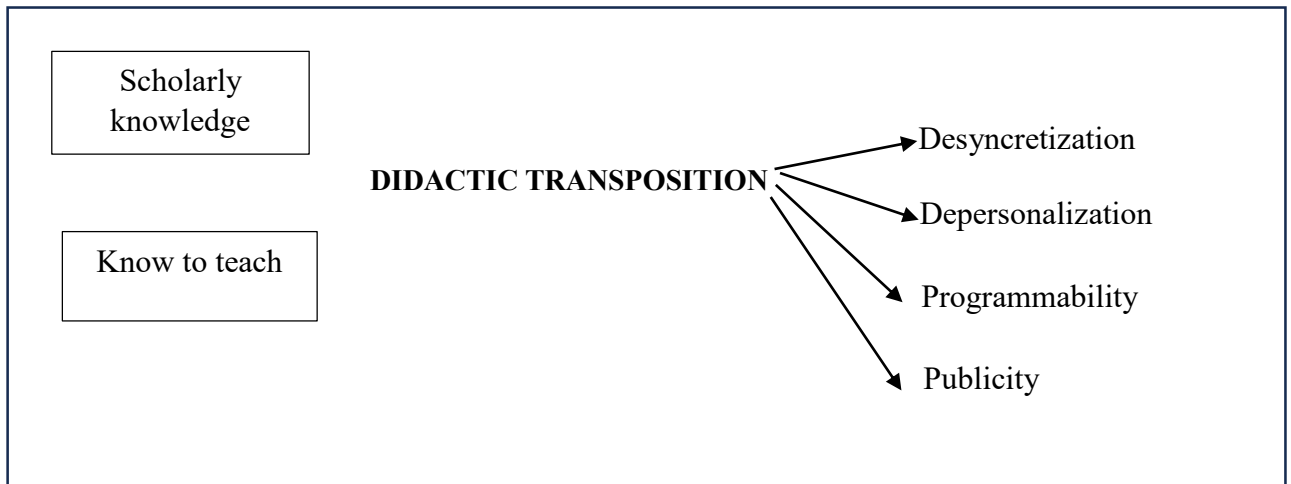 Scholarly
knowledge
Know to teach
DIDACTIC TRANSPOSITION
Desyncretization
Depersonalization
Programmability
Publicity